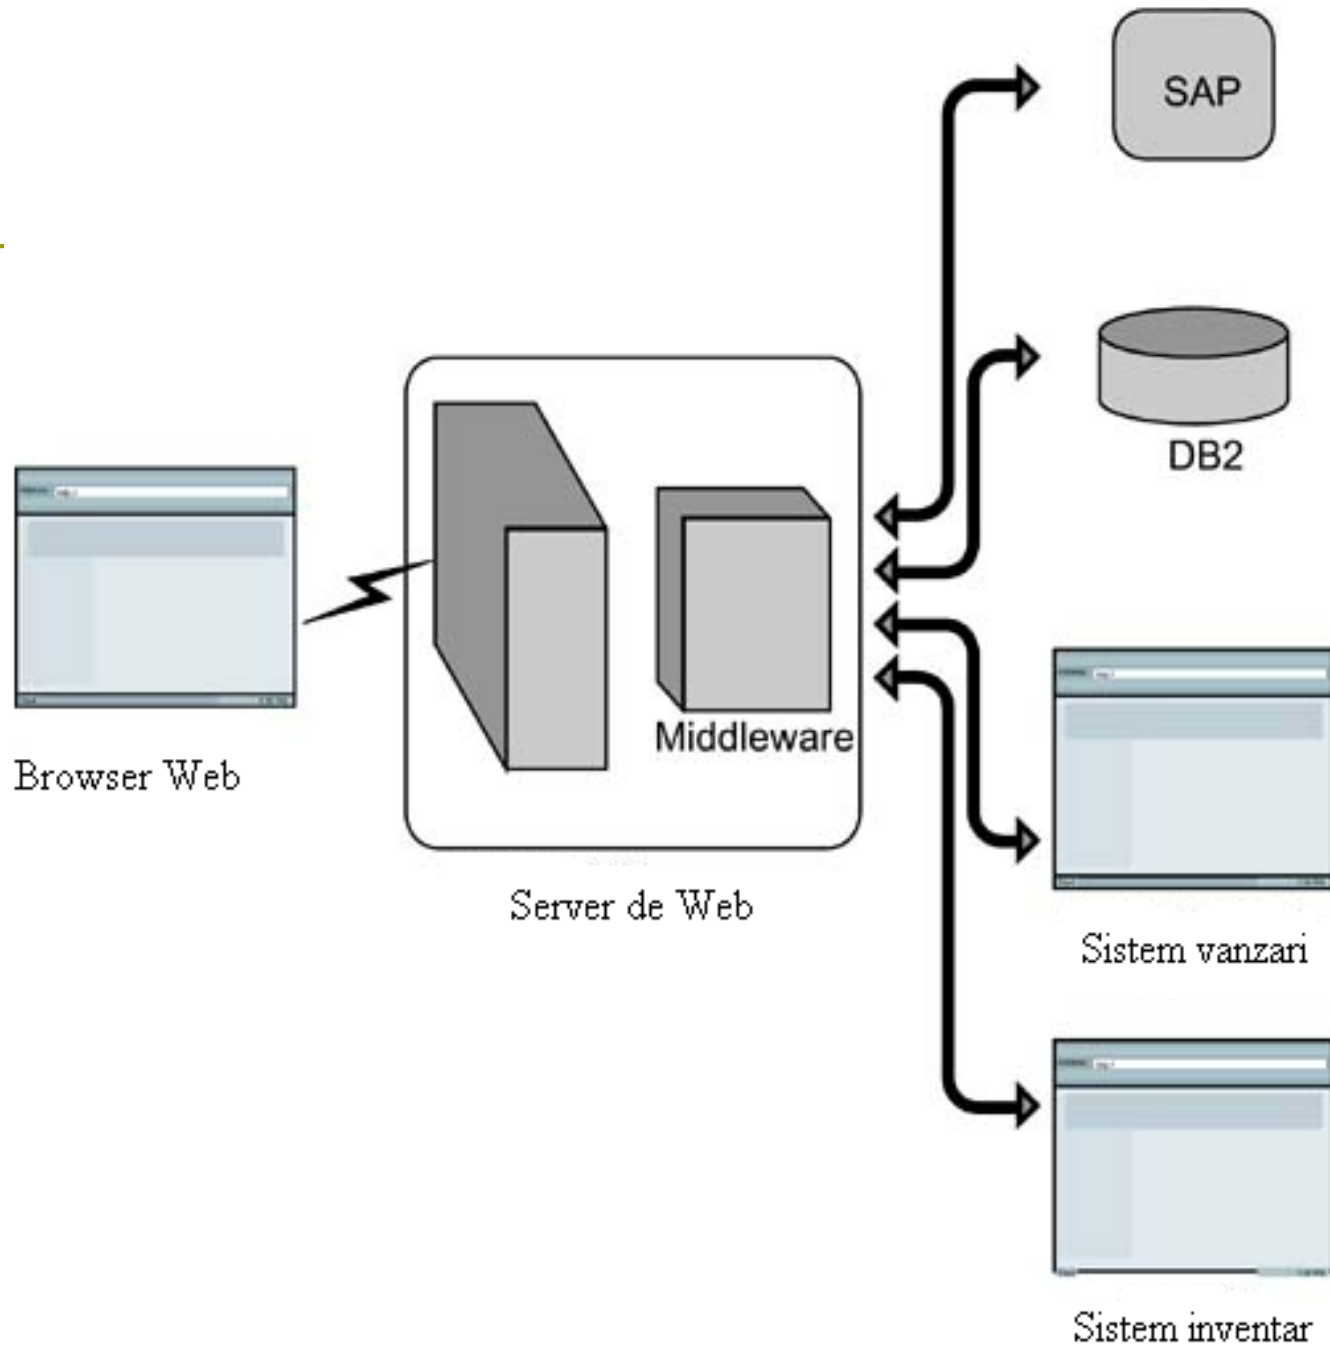 SAP
DB2
Middleware
Browser Web
Server de Web
Sistem vanzari
Sistem inventar